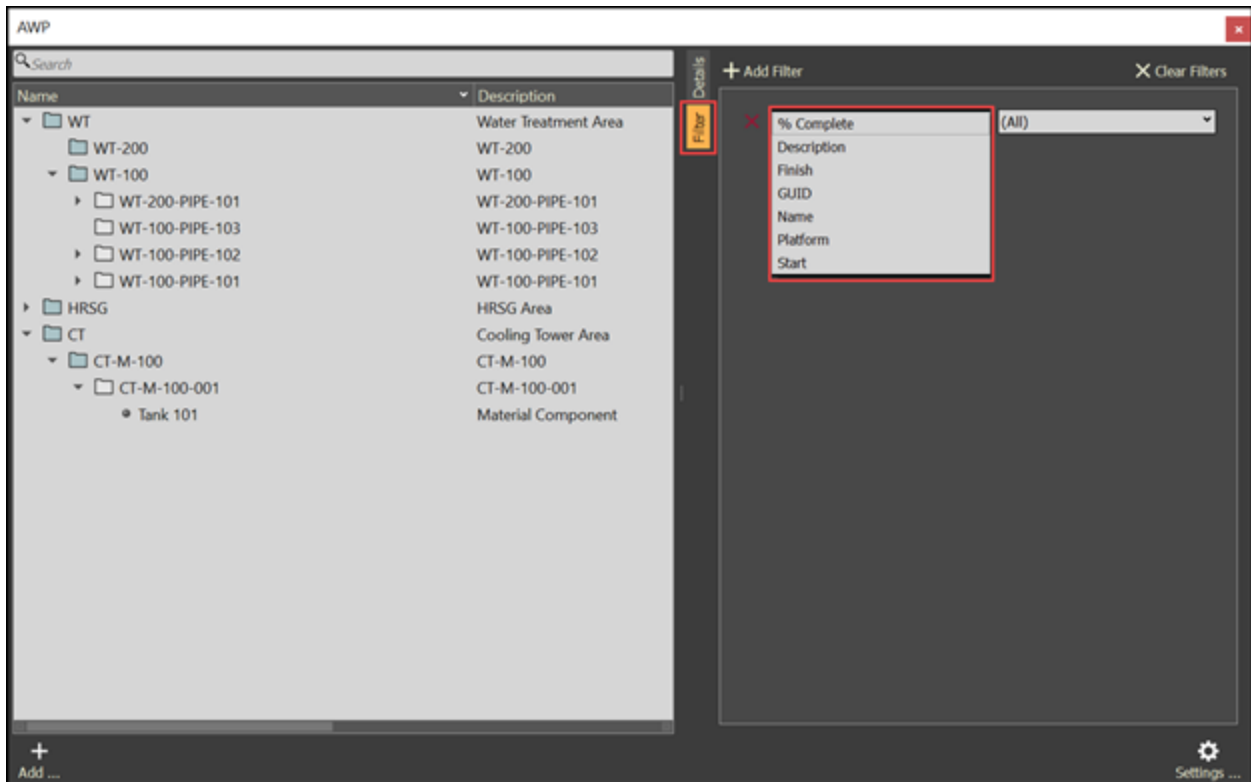 AWP
Search
Name Description
WT Water Treatment Area
WT-200 WT-200
WT-100 WT-100
WT-200-PIPE-101 WT-200-PIPE-101
WT-100-PIPE-103 WT-100-PIPE-103
WT-100-PIPE-102 WT-100-PIPE-102
WT-100-PIPE-101 WT-100-PIPE-101
HRSG HRSG Area
CT Cooling Tower Area
CT-M-100 CT-M-100
CT-M-100-001 CT-M-100-001
Tank 101 Material Component
Add ...
Details
Filter
Add Filter Clear Filters
% Complete (All)
Description
Finish
GUID
Name
Platform
Start
Settings ...